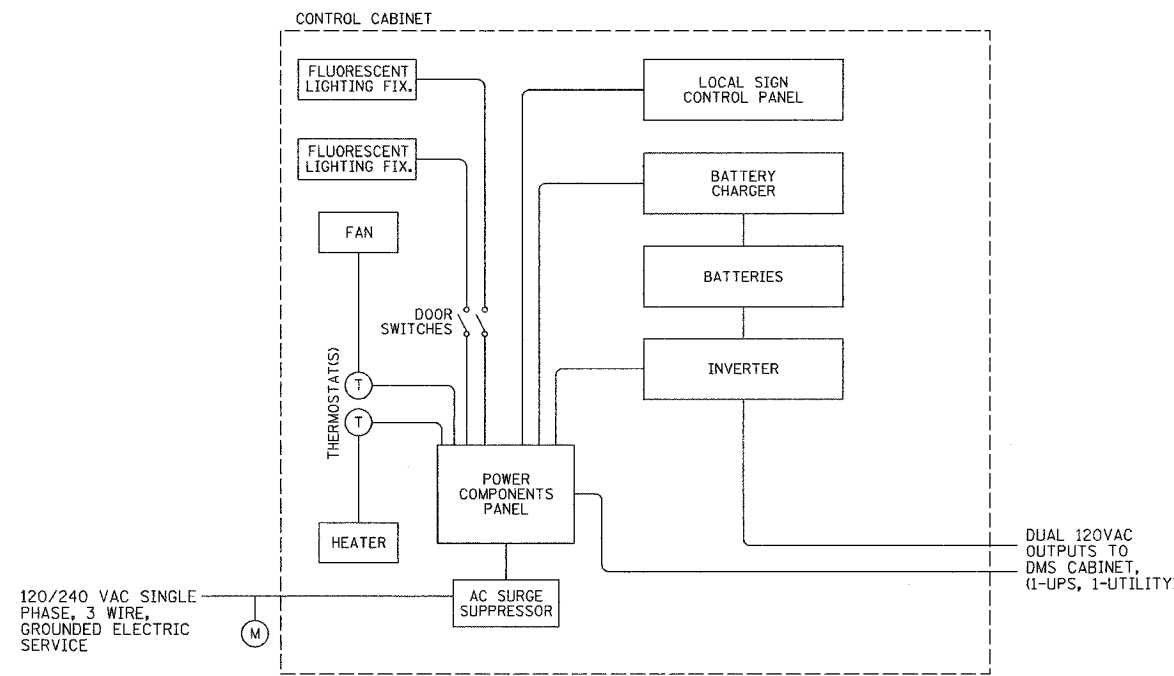 CONTROL CABINET
FLUORESCENT
LIGHTING FIX.
LOCAL SIGN
CONTROL PANEL
FLUORESCENT
LIGHTING FIX.
BATTERY
CHARGER
FAN
BATTERIES
DOOR
SWITCHES
INVERTER
THERMOSTAT(S)
T
T
POWER
COMPONENTS
PANEL
HEATER
DUAL 120VAC
OUTPUTS TO
DMS CABINET,
(1-UPS, 1-UTILITY)
120/240 VAC SINGLE
PHASE, 3 WIRE,
GROUNDED ELECTRIC
SERVICE
M
AC SURGE
SUPPRESSOR